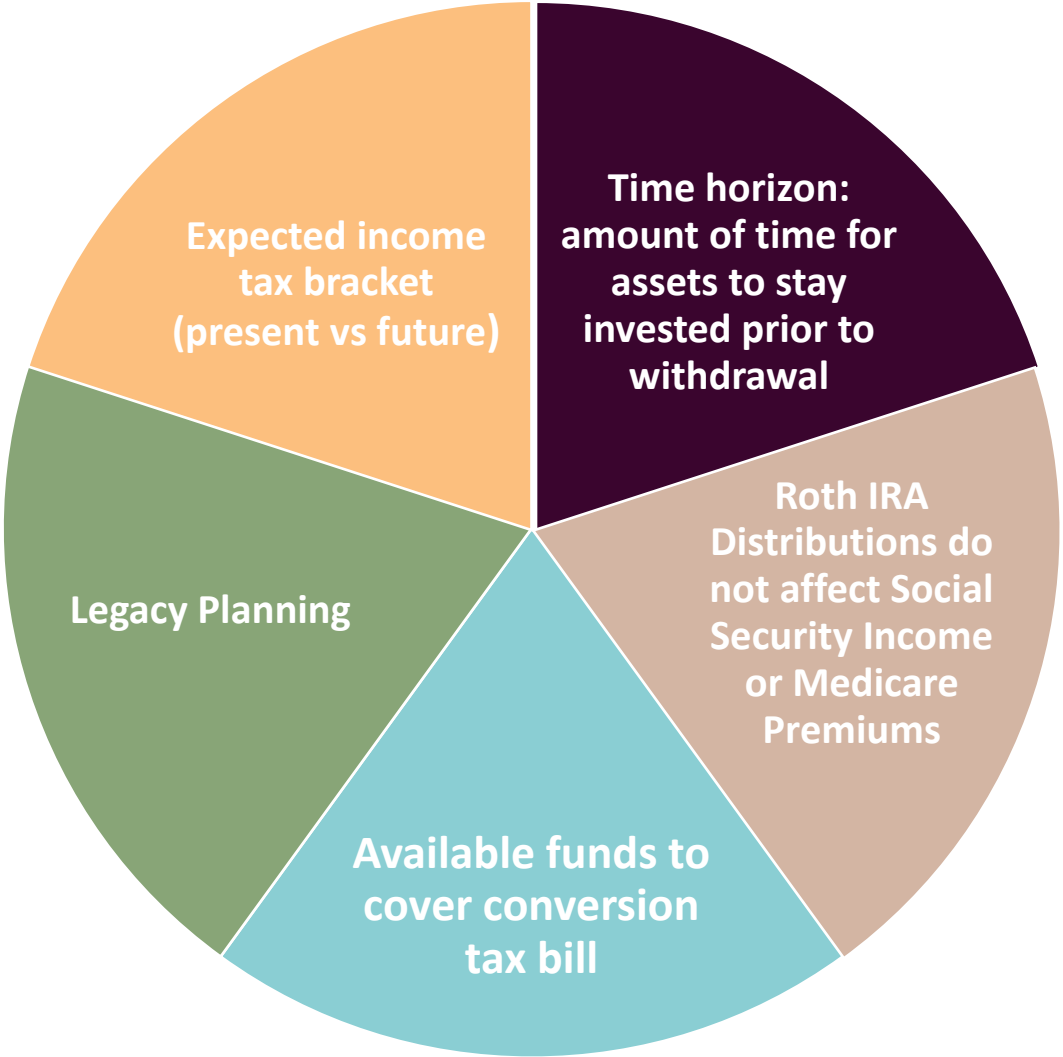 Time horizon:
amount of time for
assets to stay
invested prior to
withdrawal
Roth IRA
Distributions do
not affect Social
Security Income
or Medicare
Premiums
Available funds to
cover conversion
tax bill
Legacy Planning
Expected income
tax bracket
(present vs future)